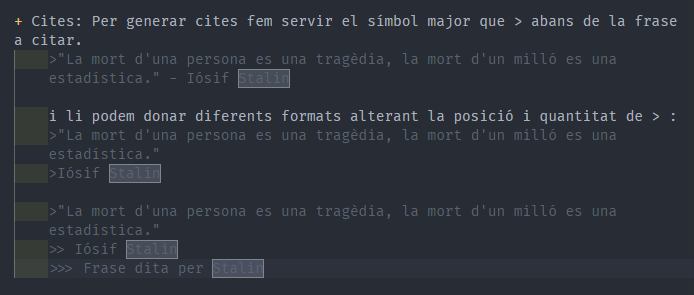 + Cites: Per generar cites fem servir el símbol major que > abans de la frase
a citar.
>"La mort d'una persona es una tragèdia, la mort d'un milló es una
estadística." - Iósif Stalin
i li podem donar diferents formats alterant la posició i quantitat de > :
>"La mort d'una persona es una tragèdia, la mort d'un milló es una
estadística."
>Iósif Stalin
>"La mort d'una persona es una tragèdia, la mort d'un milló es una
estadística."
>> Iósif Stalin
>>> Frase dita per Stalin